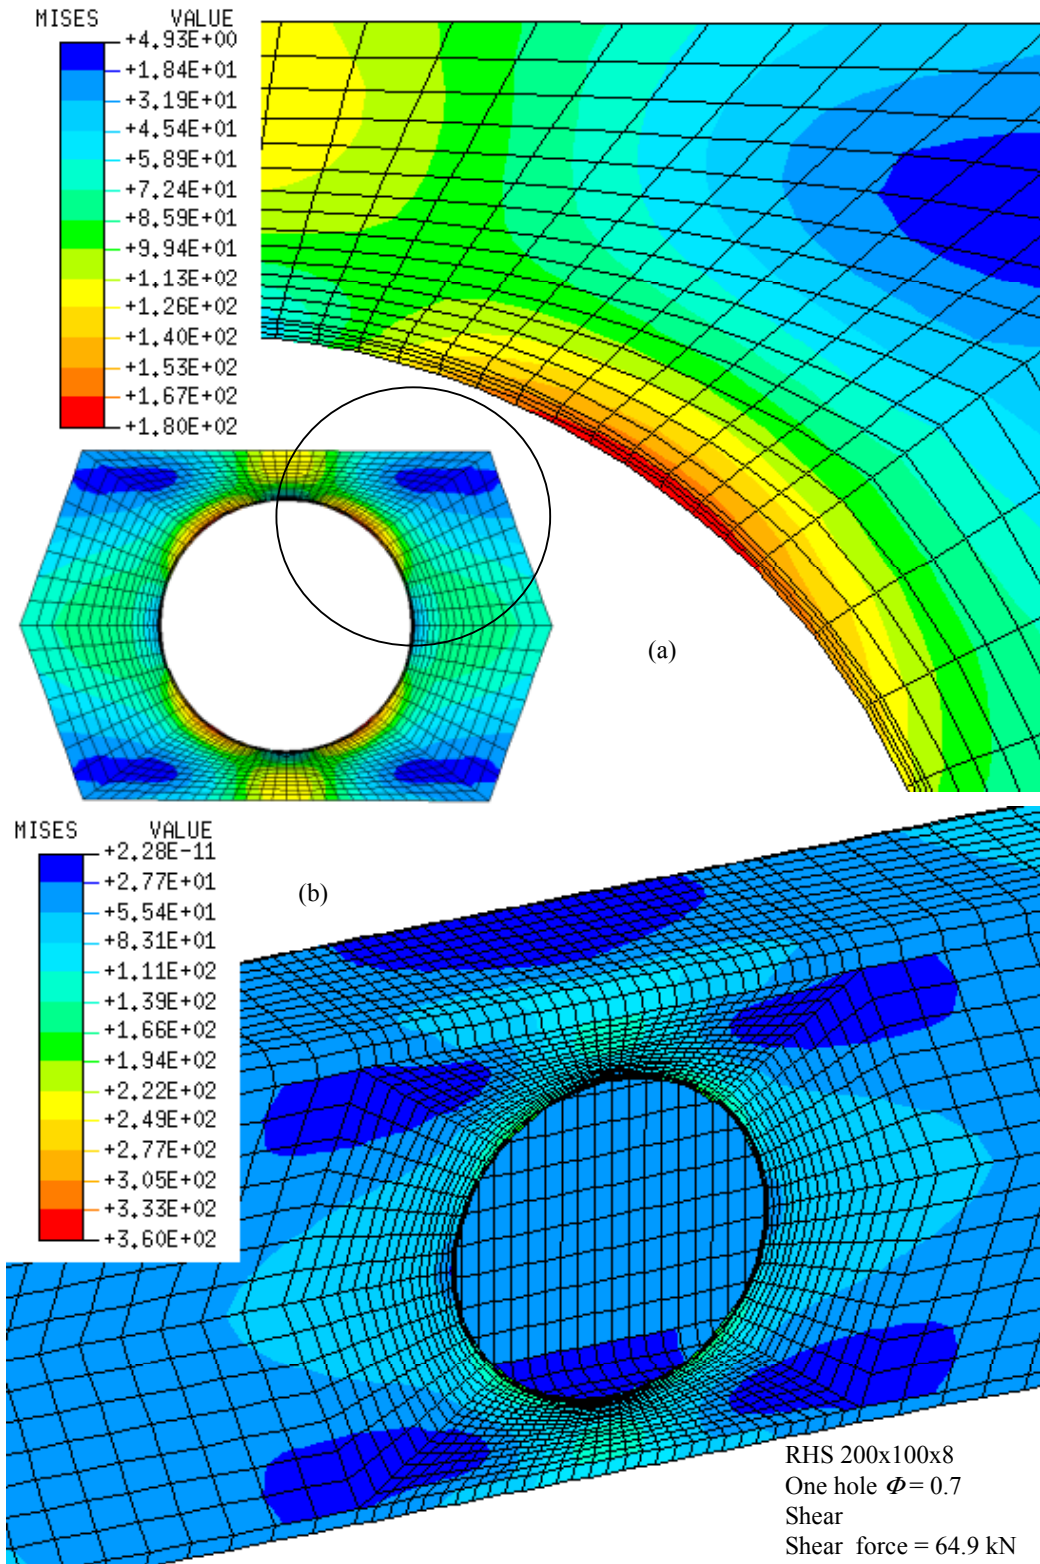 MISES VALUE
+4.93E+00
+1.84E+01
+3.19E+01
+4.54E+01
+5.89E+01
+7.24E+01
+8.59E+01
+9.94E+01
+1.13E+02
+1.26E+02
+1.40E+02
+1.53E+02
+1.67E+02
+1.80E+02
(a)
MISES VALUE
+2.28E-11
+2.77E+01
+5.54E+01
+8.31E+01
+1.11E+02
+1.39E+02
+1.66E+02
+1.94E+02
+2.22E+02
+2.49E+02
+2.77E+02
+3.05E+02
+3.33E+02
+3.60E+02
(b)
RHS 200x100x8
One hole Φ = 0.7
Shear
Shear force = 64.9 kN